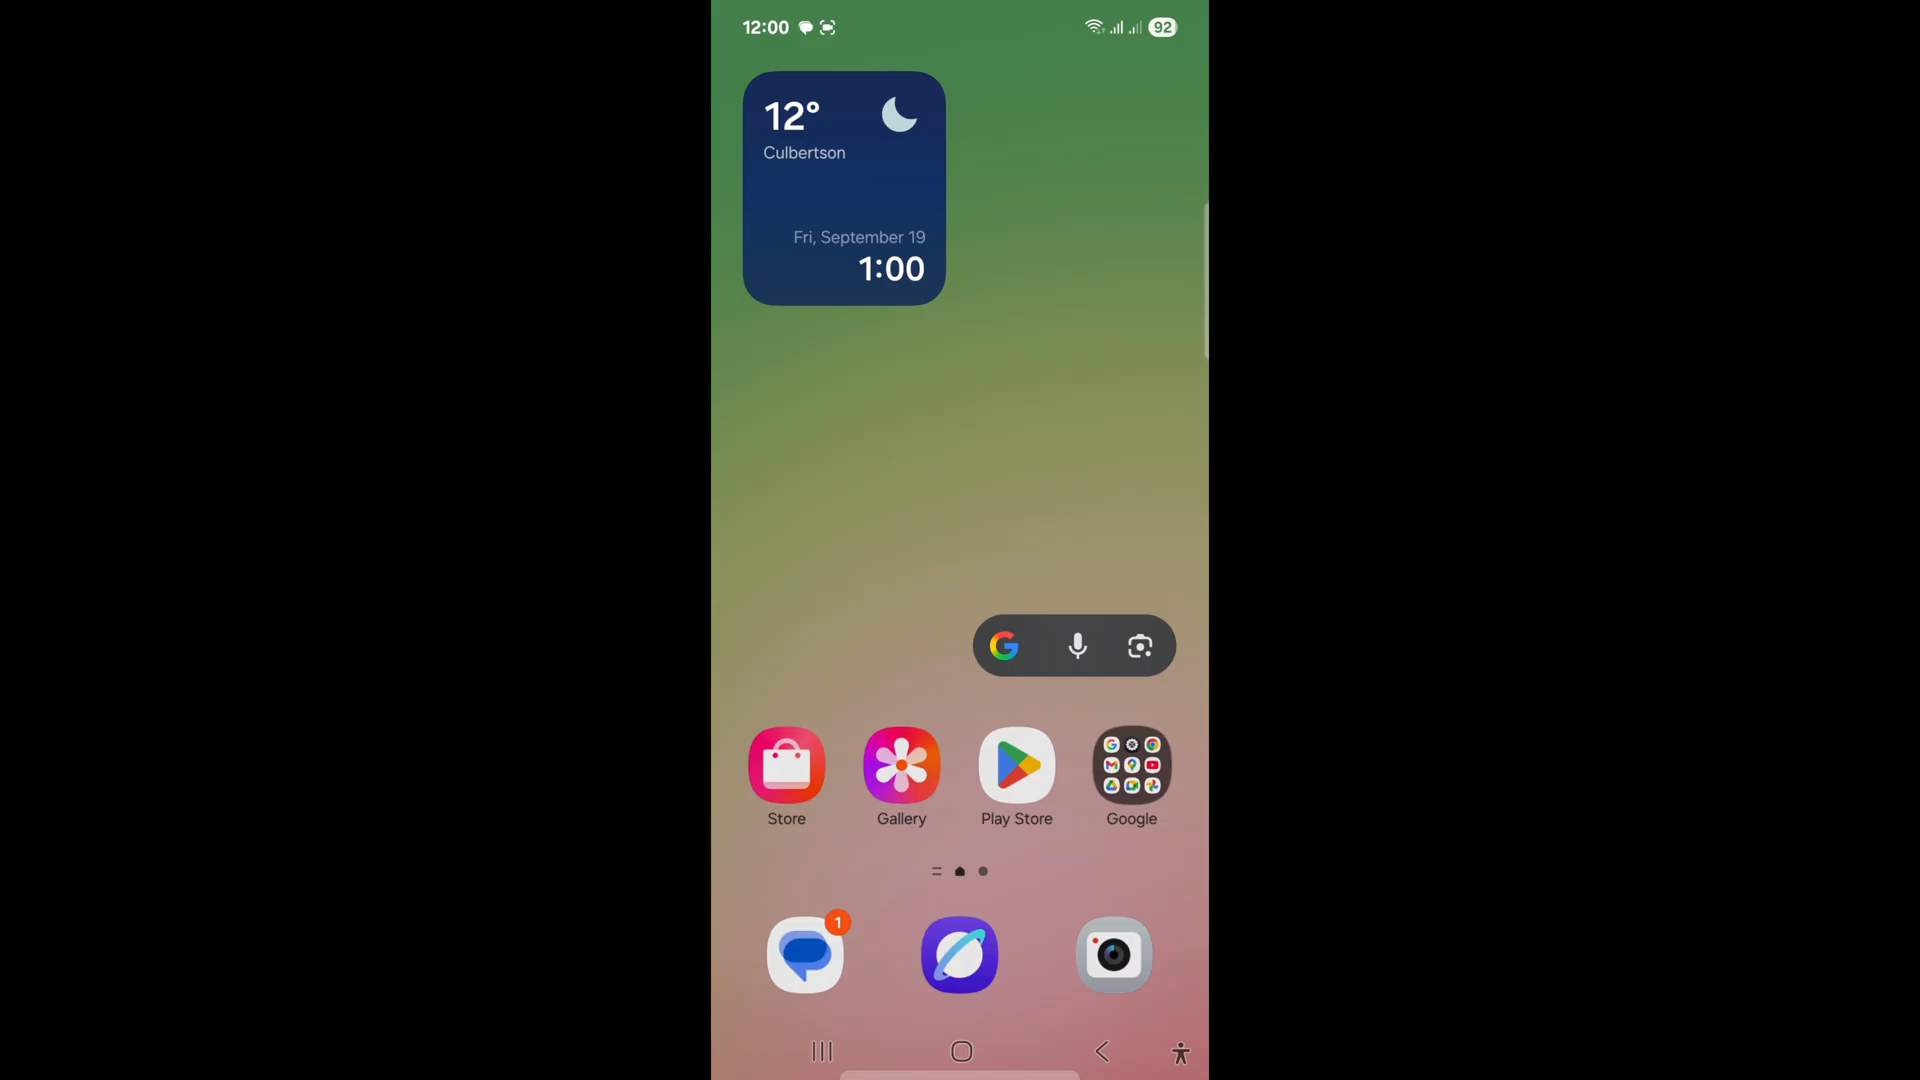 12:00
92
12°
Culbertson
Fri, September 19
1:00
Store
Gallery
Play Store
Google
1